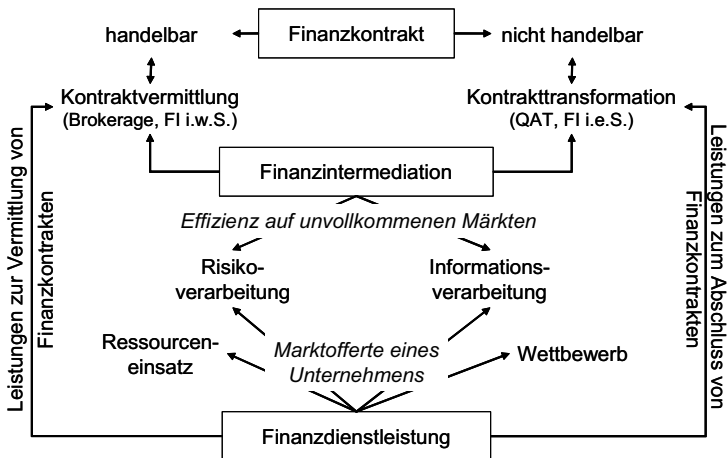 handelbar
Finanzkontrakt
nicht handelbar
Kontraktvermittlung
(Brokerage, FI i.w.S.)
Kontrakttransformation
(QAT, FI i.e.S.)
Leistungen zur Vermittlung von
Finanzkontrakten
Leistungen zum Abschluss von
Finanzkontrakten
Finanzintermediation
Effizienz auf unvollkommenen Märkten
Risiko-
verarbeitung
Informations-
verarbeitung
Ressourcen-
einsatz
Marktofferte eines
Unternehmens
Wettbewerb
Finanzdienstleistung